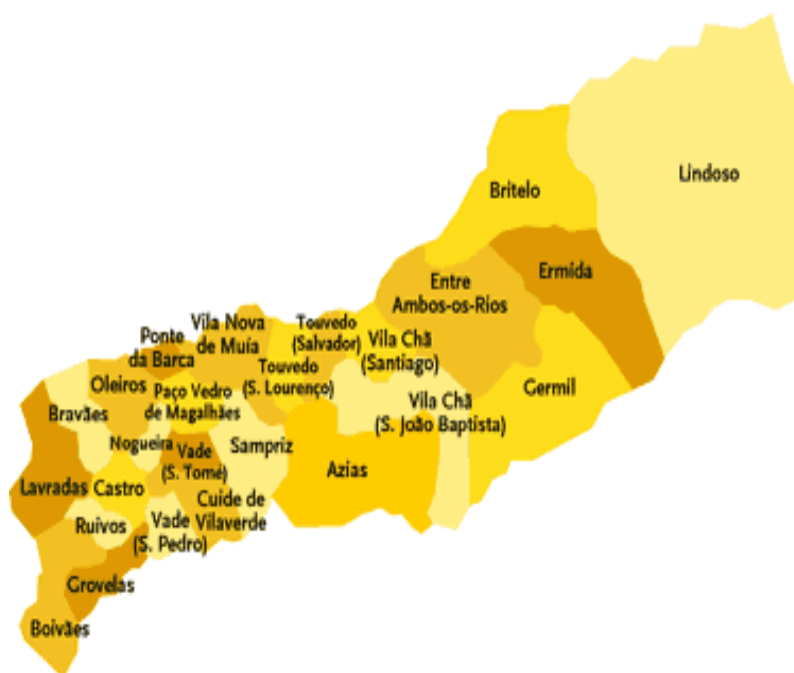 Lindoso
Britelo
Ermida
Entre
Ambos-os-Rios
Touvedo
(Salvador)
Vila Nova
de Muía
Vila Chã
(Santiago)
Ponte
da Barca
Touvedo
(S. Lourenço)
Germil
Oleiros
Paço Vedro
de Magalhães
Vila Chã
(S. João Baptista)
Bravães
Nogueira
Vade
(S. Tomé)
Sampriz
Azias
Lavradas
Castro
Cuide de
Vilaverde
Ruivos
Vade
(S. Pedro)
Grovelas
Boivães